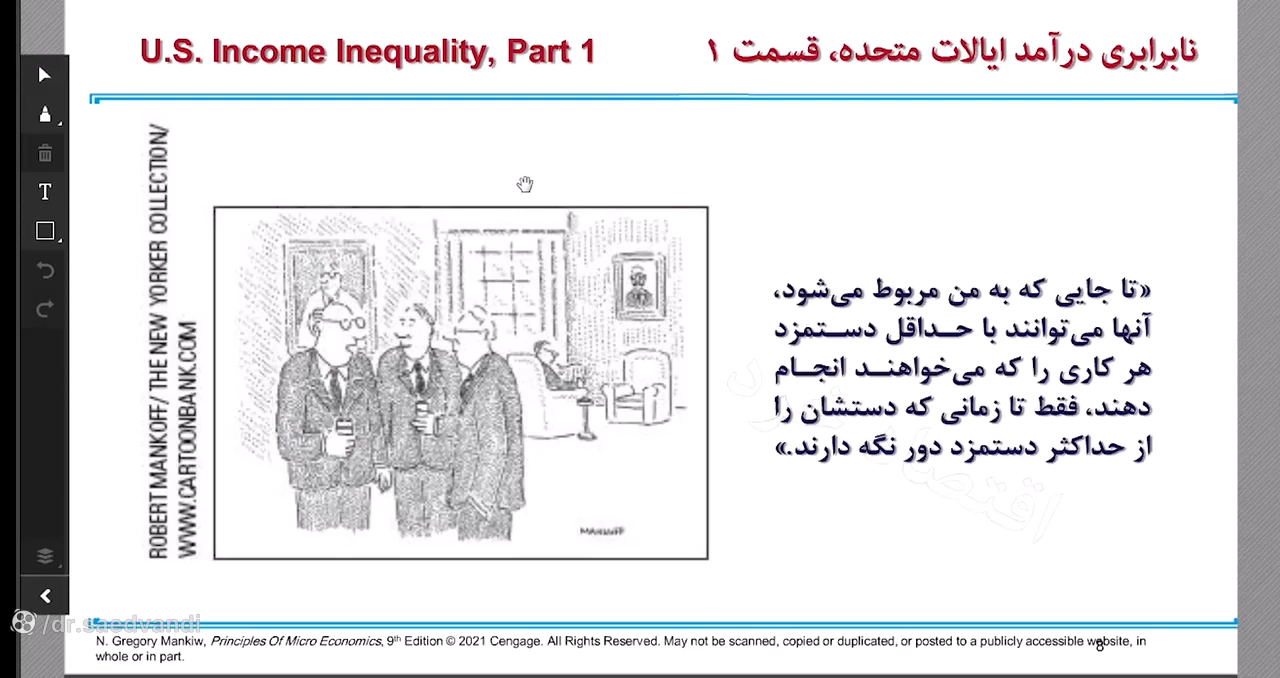 U.S. Income Inequality, Part 1
نابرابری درآمد ایالات متحده، قسمت ۱
ROBERT MANKOFF/ THE NEW YORKER COLLECTION/
WWW.CARTOONBAINK.COM
«تا جایی که به من مربوط می‌شود،
آنها می‌توانند با حداقل دستمزد
هر کاری را که می‌خواهند انجام
دهند، فقط تا زمانی که دستشان را
از حداکثر دستمزد دور نگه دارند.»
MANKOFF
T
/dr.saedvandi
N. Gregory Mankiw, Principles Of Micro Economics, 9th Edition © 2021 Cengage. All Rights Reserved. May not be scanned, copied or duplicated, or posted to a publicly accessible website, in
whole or in part.
8